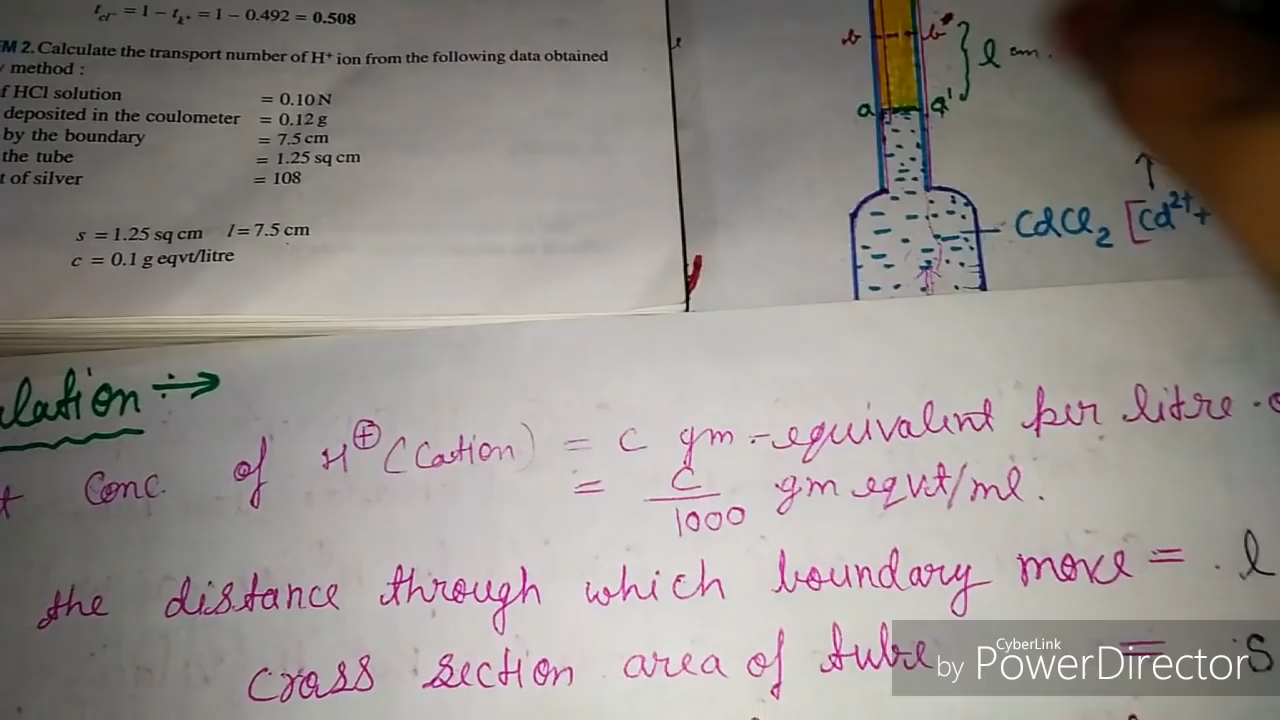 t_cl⁻ = 1 − t_k⁺ = 1 − 0.492 = 0.508
M 2. Calculate the transport number of H⁺ ion from the following data obtained
method :
f HCl solution = 0.10 N
deposited in the coulometer = 0.12 g
by the boundary = 7.5 cm
the tube = 1.25 sq cm
t of silver = 108
s = 1.25 sq cm l = 7.5 cm
c = 0.1 g eqvt/litre
b b' l cm.
a a'
CdCl₂ [Cd²⁺+
lation ÷→
t Conc. of H⊕ (Cation) = C gm-equivalent per litre.
= C/1000 gm eqvt/ml.
the distance through which boundary move = . l
Cross section area of tube = s
CyberLink
by PowerDirector